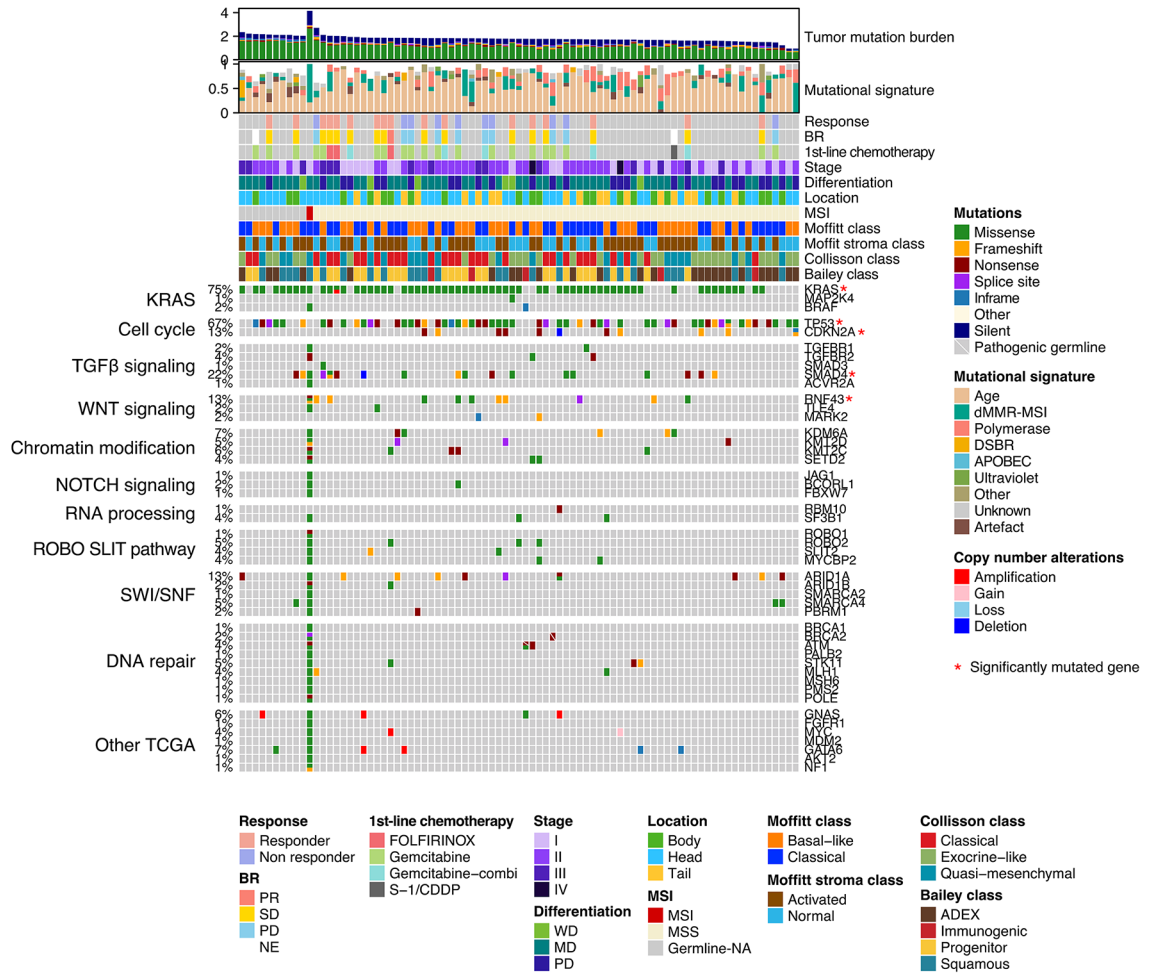 4
2
0
Tumor mutation burden
1
0.5
0
Mutational signature
Response
BR
1st-line chemotherapy
Stage
Differentiation
Location
MSI
Moffitt class
Moffit stroma class
Collisson class
Bailey class
KRAS
75% KRAS *
1% MAP2K4
2% BRAF
Cell cycle
67% TP53 *
13% CDKN2A *
TGFβ signaling
2% TGFBR1
4% TGFBR2
1% SMAD3
22% SMAD4 *
1% ACVR2A
WNT signaling
13% RNF43 *
2% TLE4
2% MARK2
Chromatin modification
7% KDM6A
5% KMT2D
6% KMT2C
4% SETD2
NOTCH signaling
1% JAG1
2% BCORL1
1% FBXW7
RNA processing
1% RBM10
4% SF3B1
ROBO SLIT pathway
1% ROBO1
5% ROBO2
4% SLIT2
4% MYCBP2
SWI/SNF
13% ARID1A
2% ARID1B
1% SMARCA2
5% SMARCA4
2% PBRM1
DNA repair
1% BRCA1
2% BRCA2
4% ATM
1% PALB2
5% STK11
4% MLH1
1% MSH6
1% PMS2
1% POLE
Other TCGA
6% GNAS
1% FGFR1
4% MYC
1% MDM2
7% GATA6
1% AKT2
1% NF1
Mutations
Missense
Frameshift
Nonsense
Splice site
Inframe
Other
Silent
Pathogenic germline
Mutational signature
Age
dMMR-MSI
Polymerase
DSBR
APOBEC
Ultraviolet
Other
Unknown
Artefact
Copy number alterations
Amplification
Gain
Loss
Deletion
* Significantly mutated gene
Response
Responder
Non responder
BR
PR
SD
PD
NE
1st-line chemotherapy
FOLFIRINOX
Gemcitabine
Gemcitabine-combi
S-1/CDDP
Stage
I
II
III
IV
Differentiation
WD
MD
PD
Location
Body
Head
Tail
MSI
MSI
MSS
Germline-NA
Moffitt class
Basal-like
Classical
Moffitt stroma class
Activated
Normal
Collisson class
Classical
Exocrine-like
Quasi-mesenchymal
Bailey class
ADEX
Immunogenic
Progenitor
Squamous